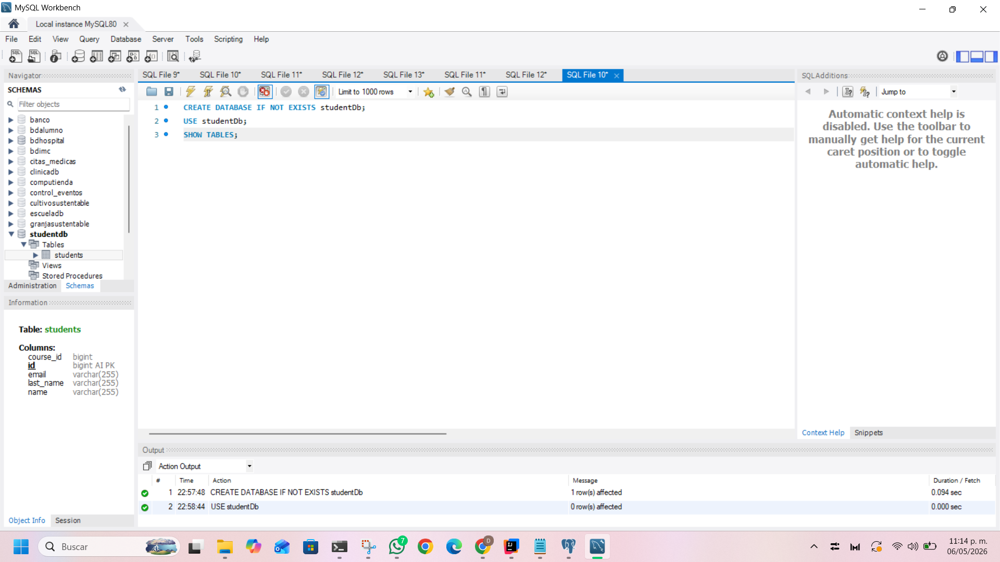 MySQL Workbench
Local instance MySQL80
File Edit View Query Database Server Tools Scripting Help
Navigator
SCHEMAS
Filter objects
banco
bdalumno
bdhospital
bdimc
citas_medicas
clinicadb
computienda
control_eventos
cultivosustentable
escueladb
granjasustentable
studentdb
Tables
students
Views
Stored Procedures
Administration Schemas
Information
Table: students
Columns:
course_id bigint
id bigint AI PK
email varchar(255)
last_name varchar(255)
name varchar(255)
Object Info Session
SQL File 9* SQL File 10* SQL File 11* SQL File 12* SQL File 13* SQL File 11* SQL File 12* SQL File 10*
Limit to 1000 rows
1 CREATE DATABASE IF NOT EXISTS studentDb;
2 USE studentDb;
3 SHOW TABLES;
SQLAdditions
Jump to
Automatic context help is
disabled. Use the toolbar to
manually get help for the current
caret position or to toggle
automatic help.
Context Help Snippets
Output
Action Output
# Time Action Message Duration / Fetch
1 22:57:48 CREATE DATABASE IF NOT EXISTS studentDb 1 row(s) affected 0.094 sec
2 22:58:44 USE studentDb 0 row(s) affected 0.000 sec
Buscar
7
D
11:14 p. m.
06/05/2026